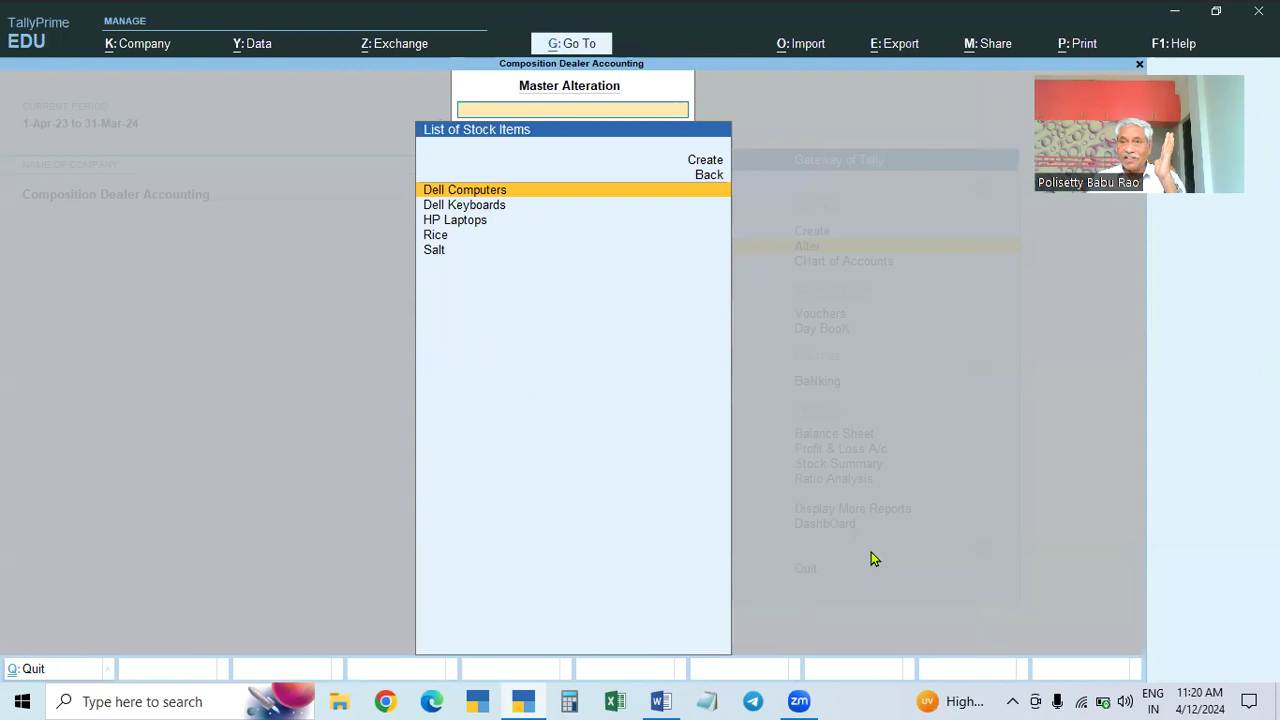 TallyPrime
EDU
MANAGE
K: Company
Y: Data
Z: Exchange
G: Go To
O: Import
E: Export
M: Share
P: Print
F1: Help
Composition Dealer Accounting
CURRENT PERIOD
1-Apr-23 to 31-Mar-24
NAME OF COMPANY
Composition Dealer Accounting
Master Alteration
List of Stock Items
Create
Back
Dell Computers
Dell Keyboards
HP Laptops
Rice
Salt
Gateway of Tally
Create
Alter
CHart of Accounts
Vouchers
Day BooK
BaNking
Balance Sheet
Profit & Loss A/c
Stock Summary
Ratio Analysis
Display More Reports
DashbOard
Quit
Polisetty Babu Rao
Q: Quit
Type here to search
UV
High...
ENG
IN
11:20 AM
4/12/2024